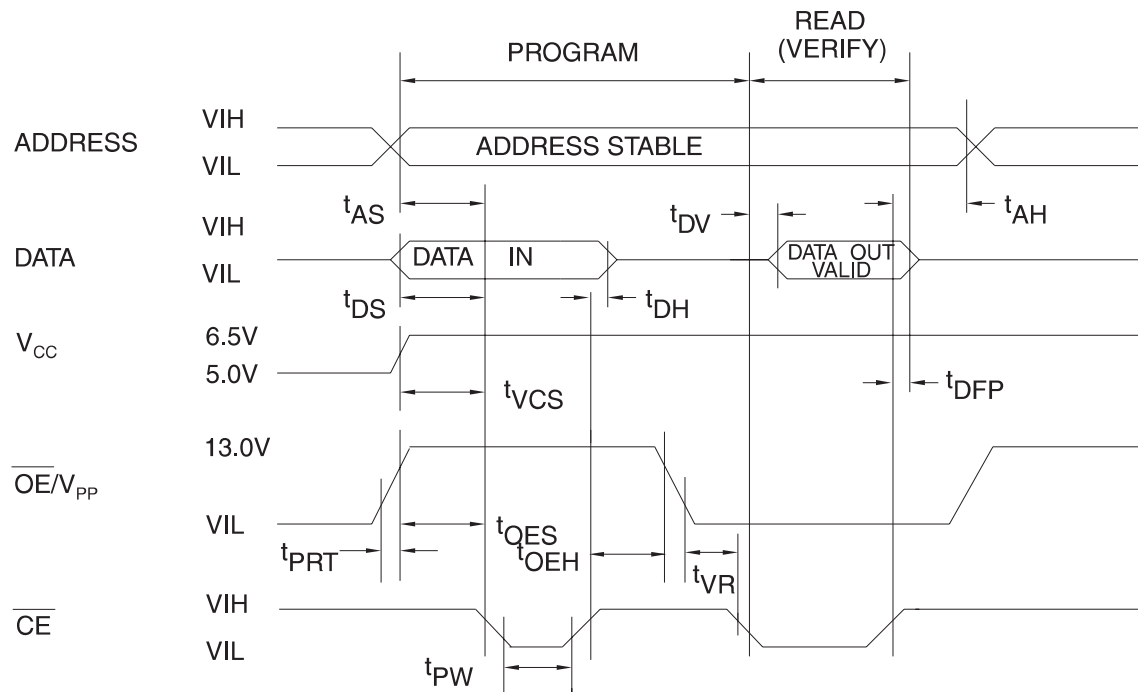 READ
(VERIFY)
PROGRAM
ADDRESS
VIH
VIL
ADDRESS STABLE
tAS
tDV
tAH
DATA
VIH
VIL
DATA IN
DATA OUT
VALID
tDS
tDH
VCC
6.5V
5.0V
tVCS
tDFP
OE/VPP
13.0V
VIL
tPRT
tOES
tOEH
tVR
CE
VIH
VIL
tPW